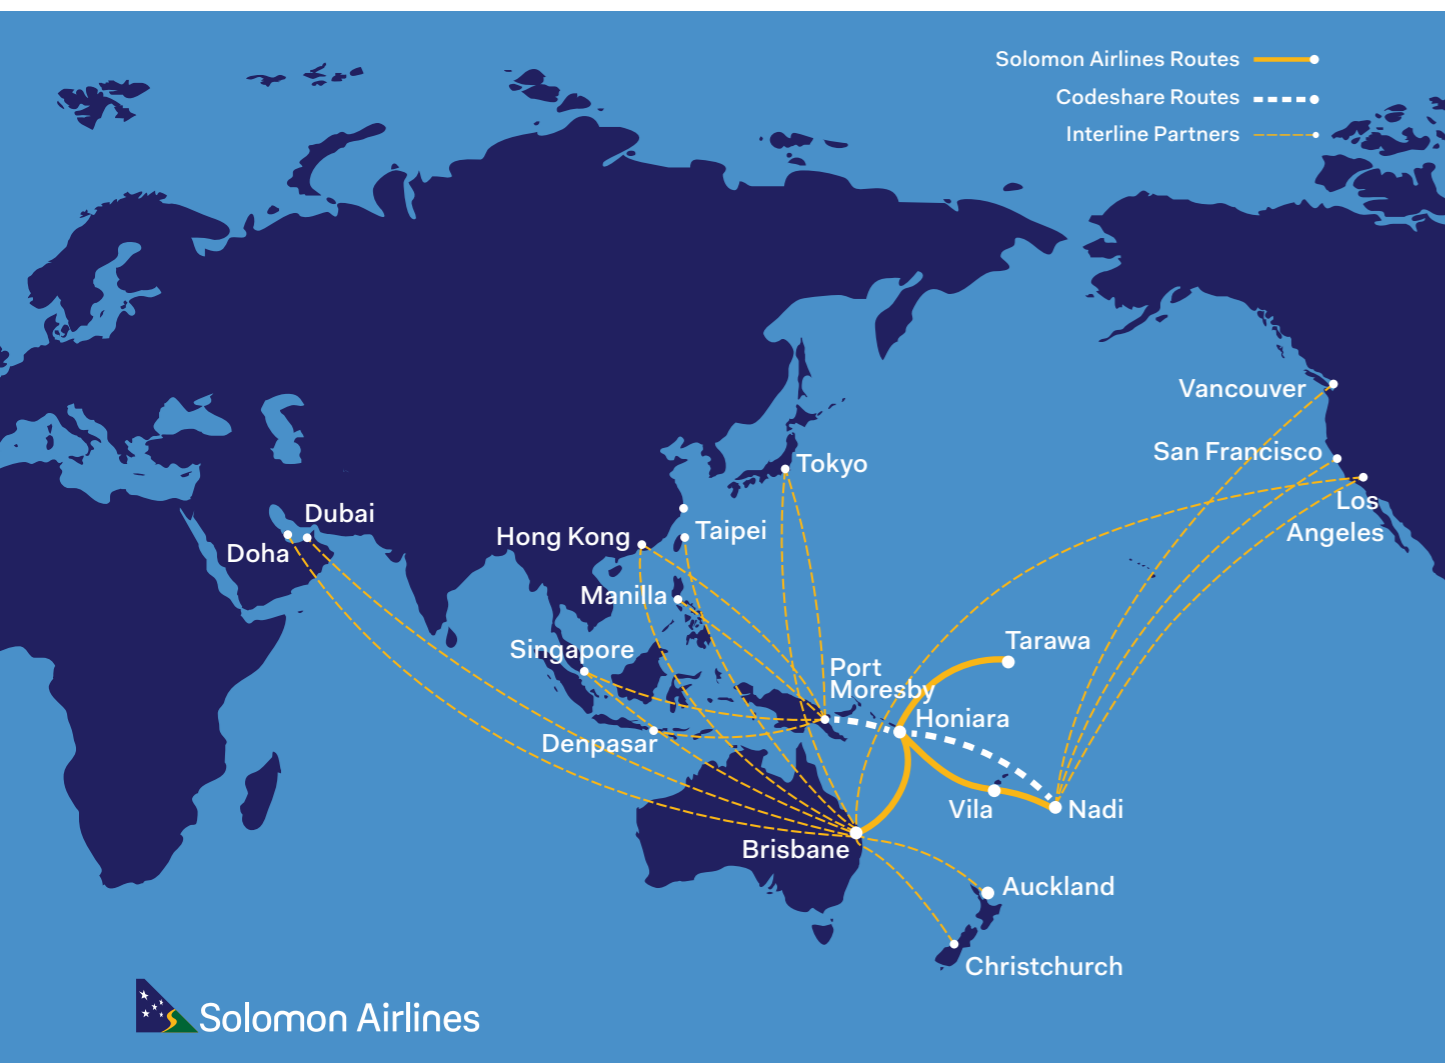 Solomon Airlines Routes
Codeshare Routes
Interline Partners
Vancouver
San Francisco
Los
Angeles
Tokyo
Dubai
Doha
Hong Kong
Taipei
Manilla
Singapore
Tarawa
Port
Moresby
Honiara
Denpasar
Vila
Nadi
Brisbane
Auckland
Christchurch
Solomon Airlines